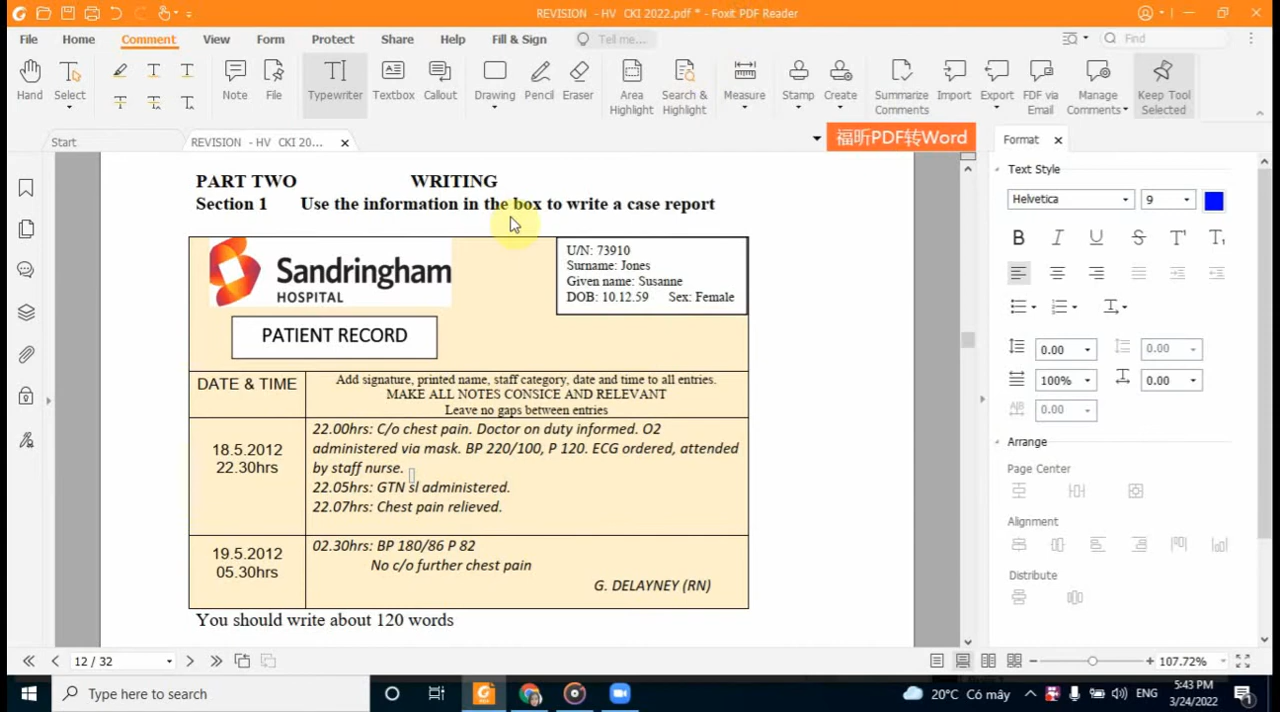 REVISION - HV CKI 2022.pdf * - Foxit PDF Reader
File Home Comment View Form Protect Share Help Fill & Sign Tell me... Find
Hand Select Note File Typewriter Textbox Callout Drawing Pencil Eraser Area Highlight Search & Highlight Measure Stamp Create Summarize Comments Import Export FDF via Email Manage Comments Keep Tool Selected
Start REVISION - HV CKI 20... 福昕PDF转Word
PART TWO WRITING
Section 1 Use the information in the box to write a case report
Sandringham
HOSPITAL
U/N: 73910
Surname: Jones
Given name: Susanne
DOB: 10.12.59 Sex: Female
PATIENT RECORD
DATE & TIME
Add signature, printed name, staff category, date and time to all entries.
MAKE ALL NOTES CONSICE AND RELEVANT
Leave no gaps between entries
18.5.2012
22.30hrs
22.00hrs: C/o chest pain. Doctor on duty informed. O2
administered via mask. BP 220/100, P 120. ECG ordered, attended
by staff nurse.
22.05hrs: GTN sl administered.
22.07hrs: Chest pain relieved.
19.5.2012
05.30hrs
02.30hrs: BP 180/86 P 82
No c/o further chest pain
G. DELAYNEY (RN)
You should write about 120 words
Format
Text Style
Helvetica 9
0.00 0.00
100% 0.00
0.00
Arrange
Page Center
Alignment
Distribute
12 / 32 107.72%
Type here to search
20°C Có mây ENG
5:43 PM
3/24/2022